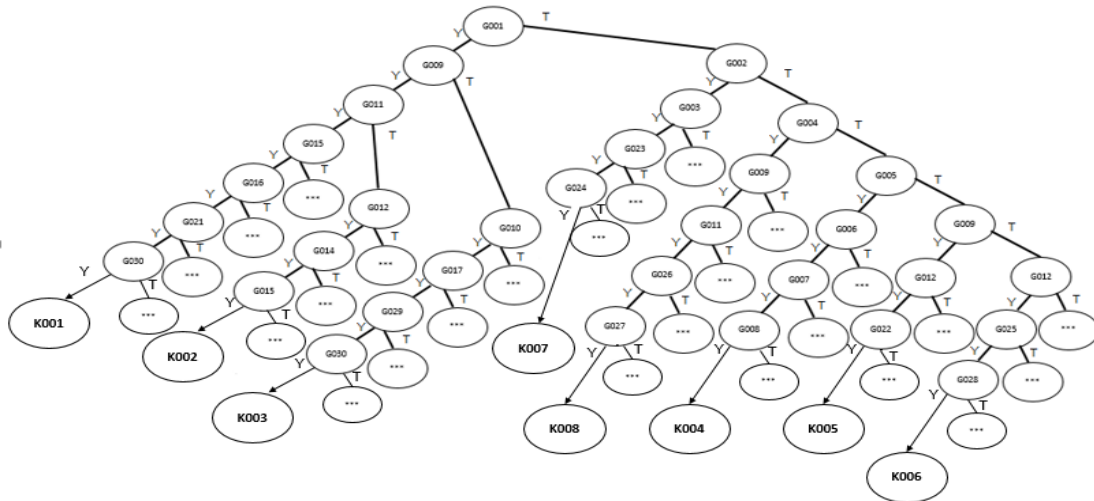 G001
T
Y
G009
G002
Y
T
Y
T
G011
G003
G004
Y
T
Y
T
Y
T
G015
G023
***
G009
G005
Y
T
Y
T
Y
T
Y
T
G016
***
G024
***
G011
***
G006
G009
Y
T
Y
T
Y
T
Y
T
Y
T
Y
T
G021
***
G012
G010
***
G026
***
G007
***
G012
***
G012
Y
T
Y
T
Y
T
Y
T
Y
T
Y
T
Y
T
G030
***
G014
***
G017
***
G027
***
G008
***
G022
***
G025
***
Y
T
Y
T
Y
T
Y
T
Y
T
Y
T
Y
T
K001
***
G015
***
G029
***
K007
***
***
***
G028
***
Y
T
Y
T
Y
T
K002
***
G030
***
K008
K004
K005
***
Y
T
K003
***
K006